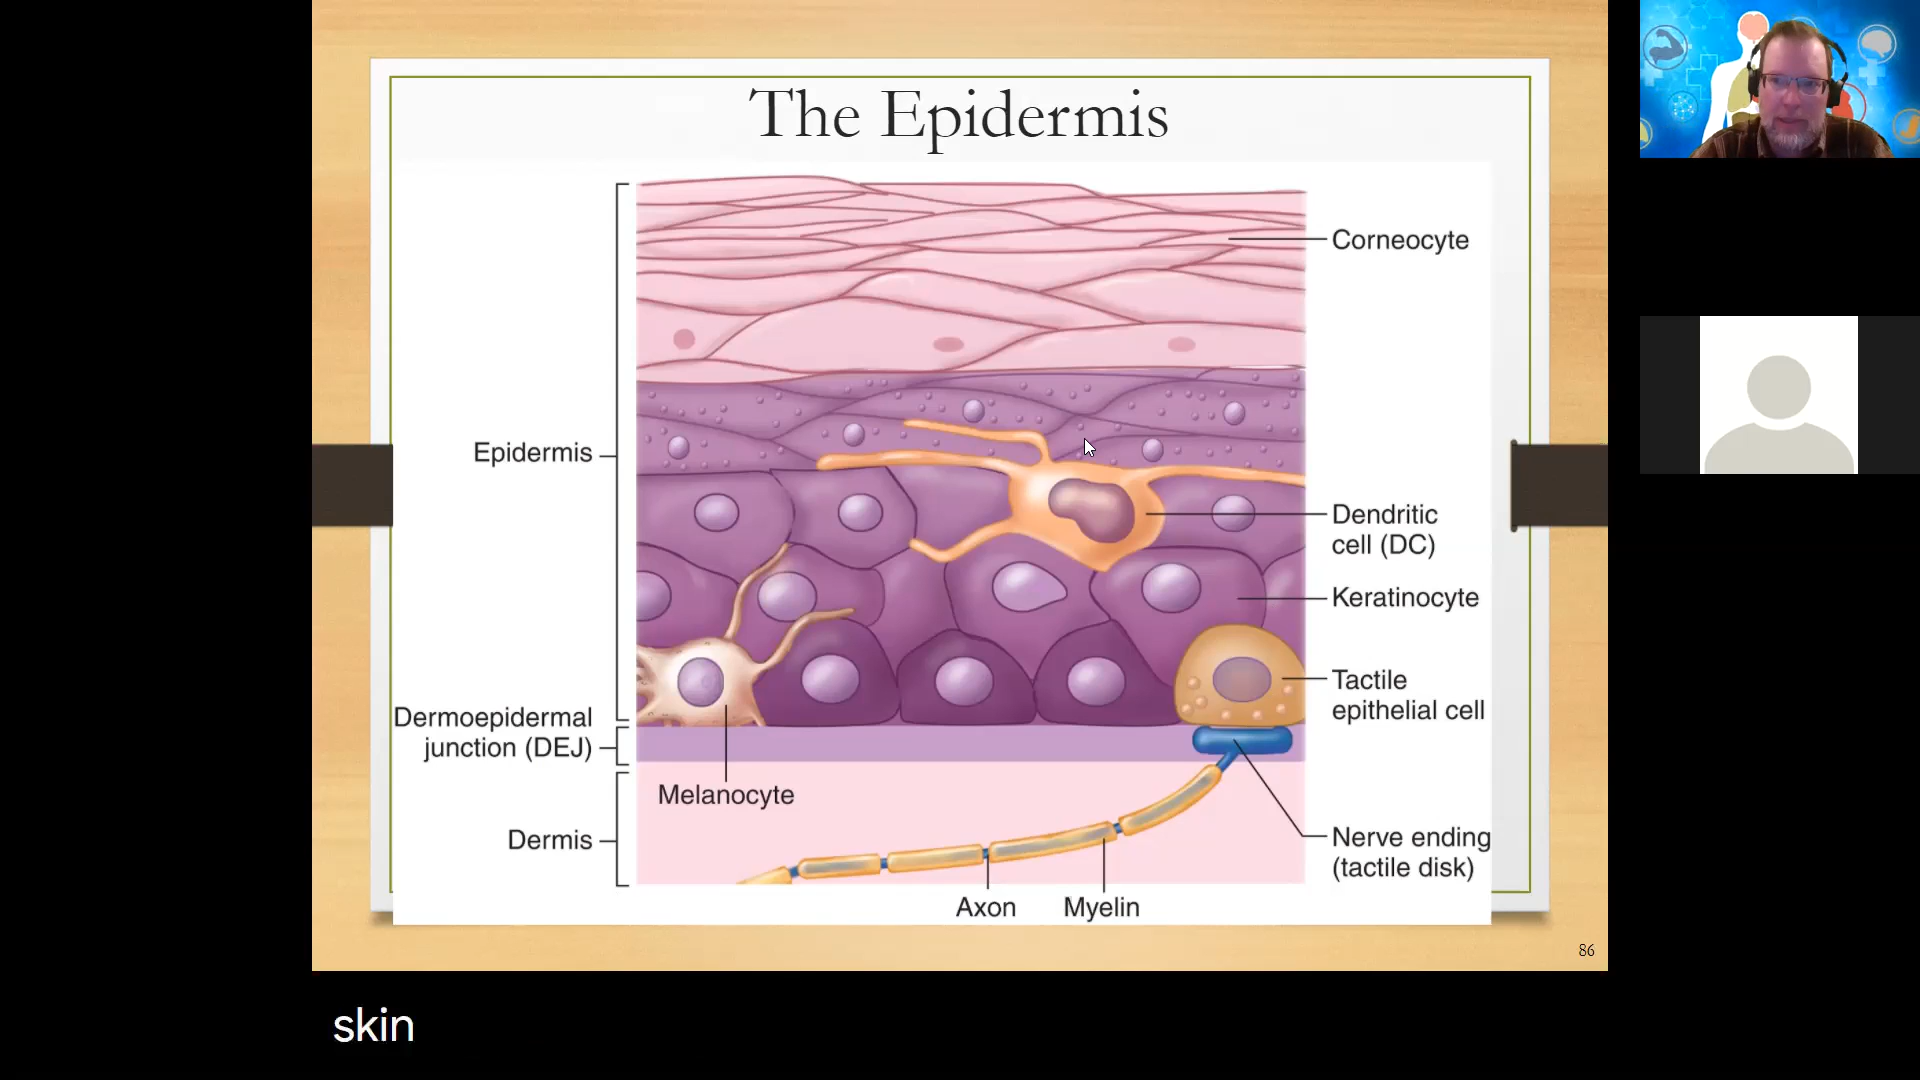 The Epidermis
Corneocyte
Epidermis
Dendritic
cell (DC)
Keratinocyte
Tactile
epithelial cell
Dermoepidermal
junction (DEJ)
Melanocyte
Dermis
Nerve ending
(tactile disk)
Axon
Myelin
86
skin